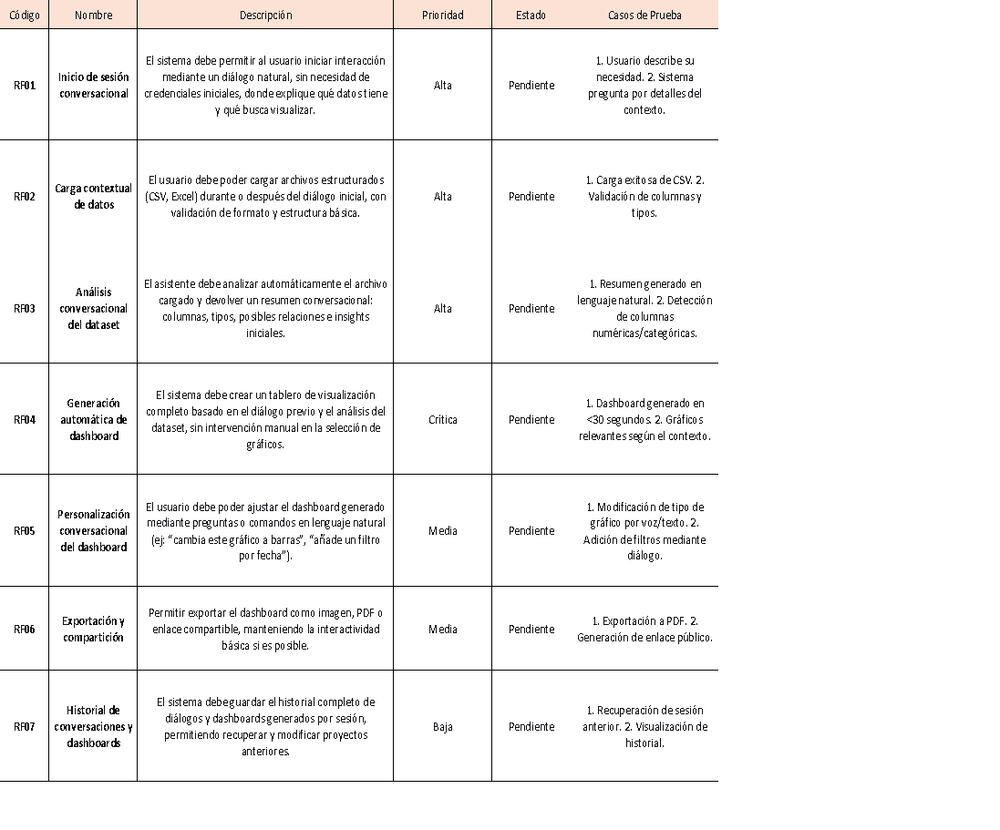 Código Nombre Descripción Prioridad Estado Casos de Prueba
RF01
Inicio de sesión
conversacional
El sistema debe permitir al usuario iniciar interacción
mediante un diálogo natural, sin necesidad de
credenciales iniciales, donde explique qué datos tiene
y qué busca visualizar.
Alta
Pendiente
1. Usuario describe su
necesidad. 2. Sistema
pregunta por detalles del
contexto.
RF02
Carga contextual
de datos
El usuario debe poder cargar archivos estructurados
(CSV, Excel) durante o después del diálogo inicial, con
validación de formato y estructura básica.
Alta
Pendiente
1. Carga exitosa de CSV. 2.
Validación de columnas y
tipos.
RF03
Análisis
conversacional
del dataset
El asistente debe analizar automáticamente el archivo
cargado y devolver un resumen conversacional:
columnas, tipos, posibles relaciones e insights
iniciales.
Alta
Pendiente
1. Resumen generado en
lenguaje natural. 2. Detección
de columnas
numéricas/categóricas.
RF04
Generación
automática de
dashboard
El sistema debe crear un tablero de visualización
completo basado en el diálogo previo y el análisis del
dataset, sin intervención manual en la selección de
gráficos.
Crítica
Pendiente
1. Dashboard generado en
<30 segundos. 2. Gráficos
relevantes según el contexto.
RF05
Personalización
conversacional
del dashboard
El usuario debe poder ajustar el dashboard generado
mediante preguntas o comandos en lenguaje natural
(ej: “cambia este gráfico a barras”, “añade un filtro
por fecha”).
Media
Pendiente
1. Modificación de tipo de
gráfico por voz/texto. 2.
Adición de filtros mediante
diálogo.
RF06
Exportación y
compartición
Permitir exportar el dashboard como imagen, PDF o
enlace compartible, manteniendo la interactividad
básica si es posible.
Media
Pendiente
1. Exportación a PDF. 2.
Generación de enlace público.
RF07
Historial de
conversaciones y
dashboards
El sistema debe guardar el historial completo de
diálogos y dashboards generados por sesión,
permitiendo recuperar y modificar proyectos
anteriores.
Baja
Pendiente
1. Recuperación de sesión
anterior. 2. Visualización de
historial.